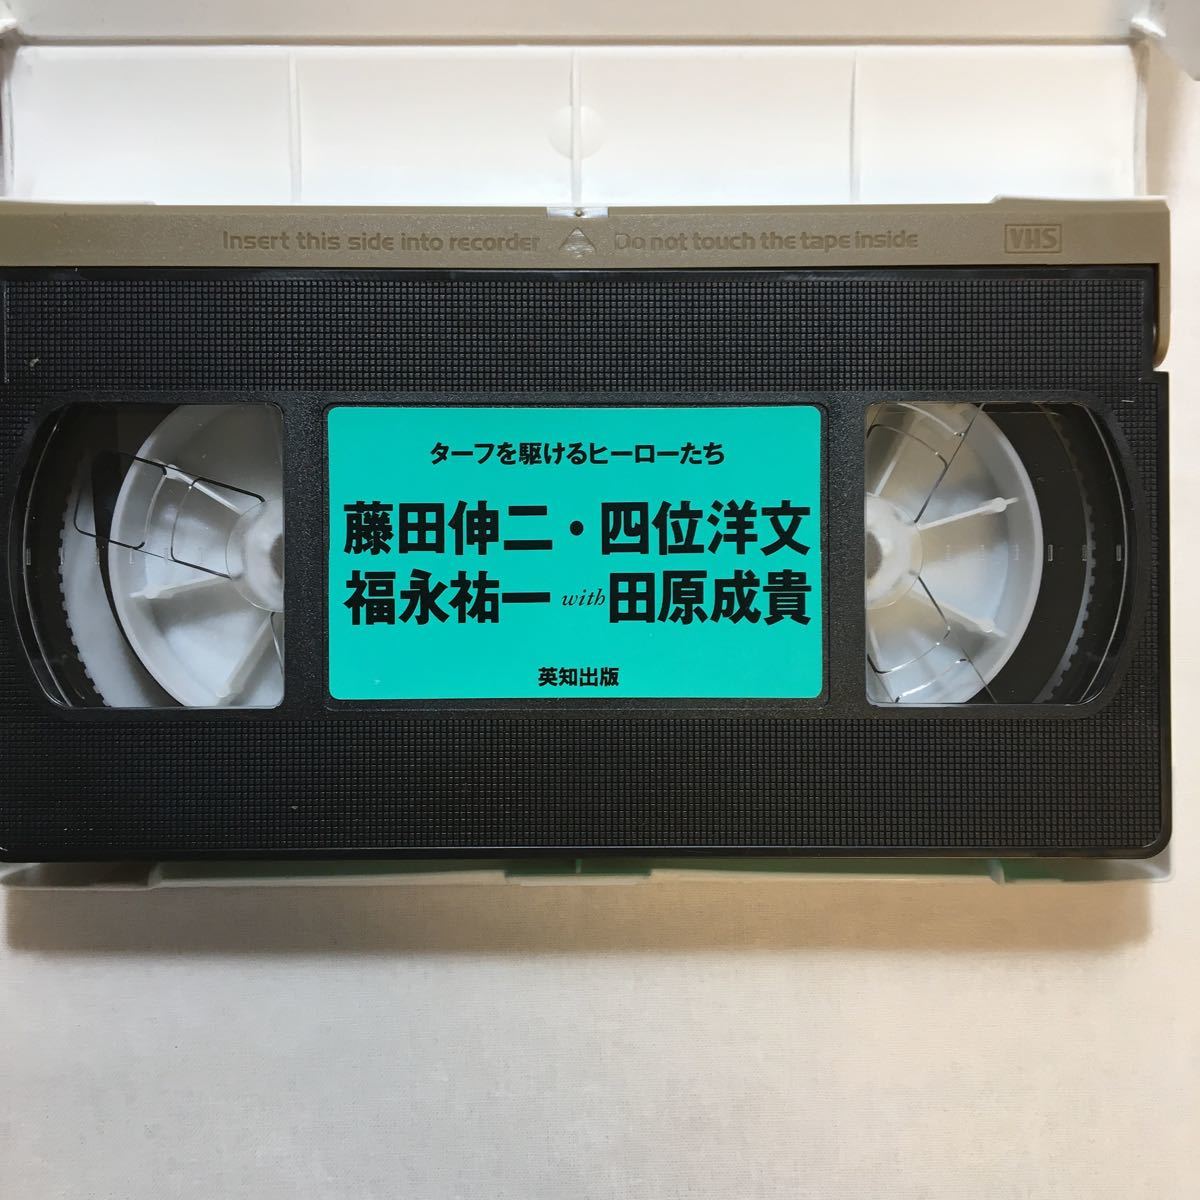 Insert this side into recorder Do not touch the tape inside VHS
ターフを駆けるヒーローたち
藤田伸二・四位洋文
福永祐一 with 田原成貴
英知出版